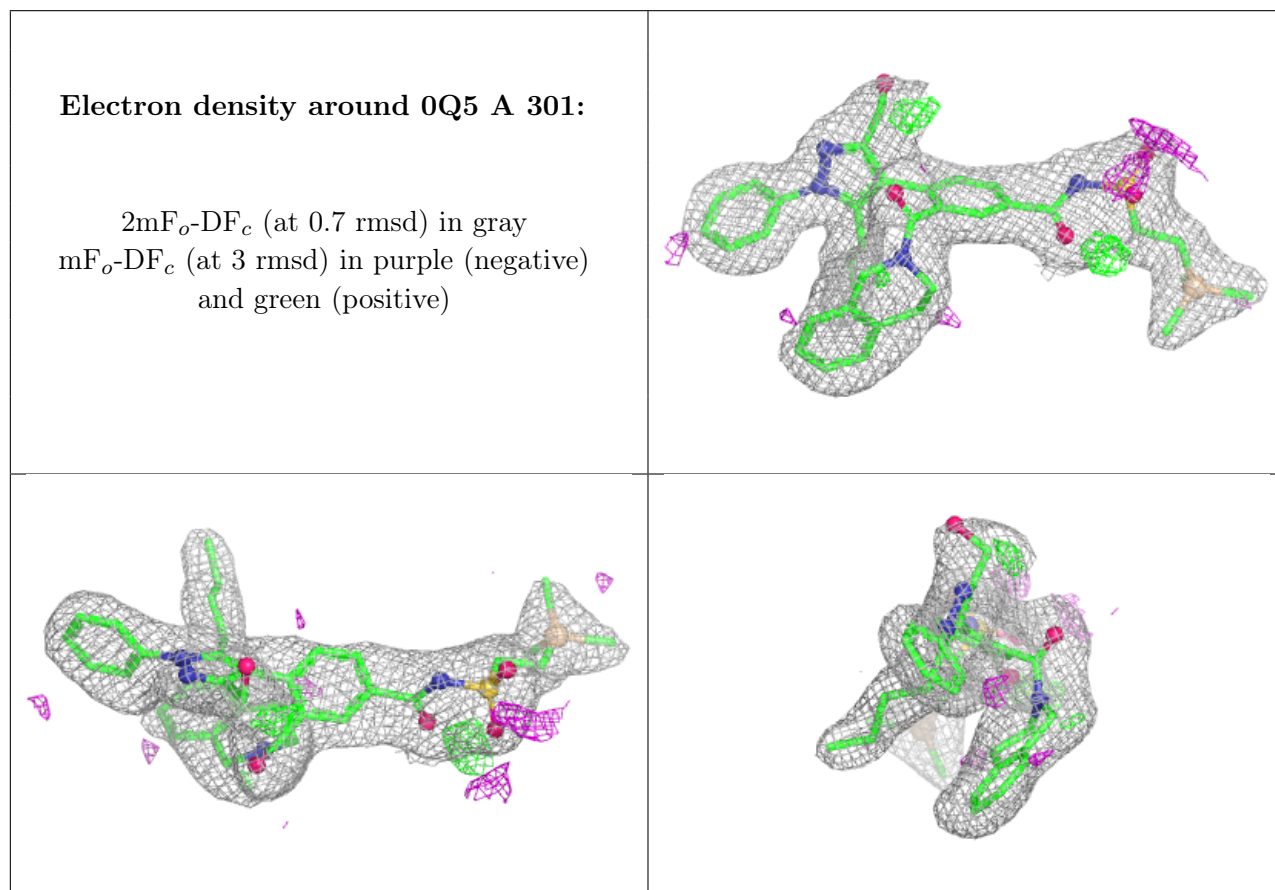 Electron density around 0Q5 A 301:
2mFo-DFc (at 0.7 rmsd) in gray
mFo-DFc (at 3 rmsd) in purple (negative)
and green (positive)